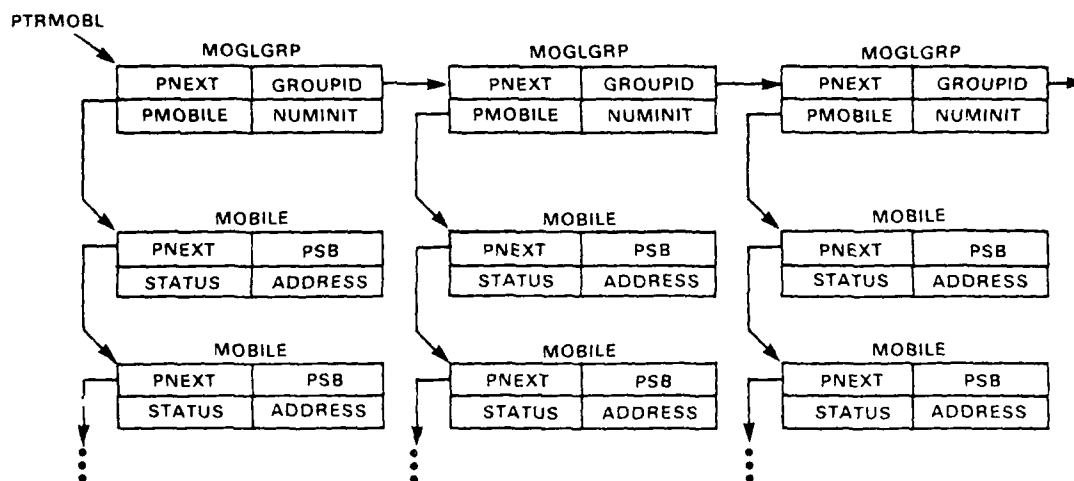 PTRMOBL
MOGLGRP MOGLGRP MOGLGRP
PNEXT GROUPID PNEXT GROUPID PNEXT GROUPID
PMOBILE NUMINIT PMOBILE NUMINIT PMOBILE NUMINIT
MOBILE MOBILE MOBILE
PNEXT PSB PNEXT PSB PNEXT PSB
STATUS ADDRESS STATUS ADDRESS STATUS ADDRESS
MOBILE MOBILE MOBILE
PNEXT PSB PNEXT PSB PNEXT PSB
STATUS ADDRESS STATUS ADDRESS STATUS ADDRESS